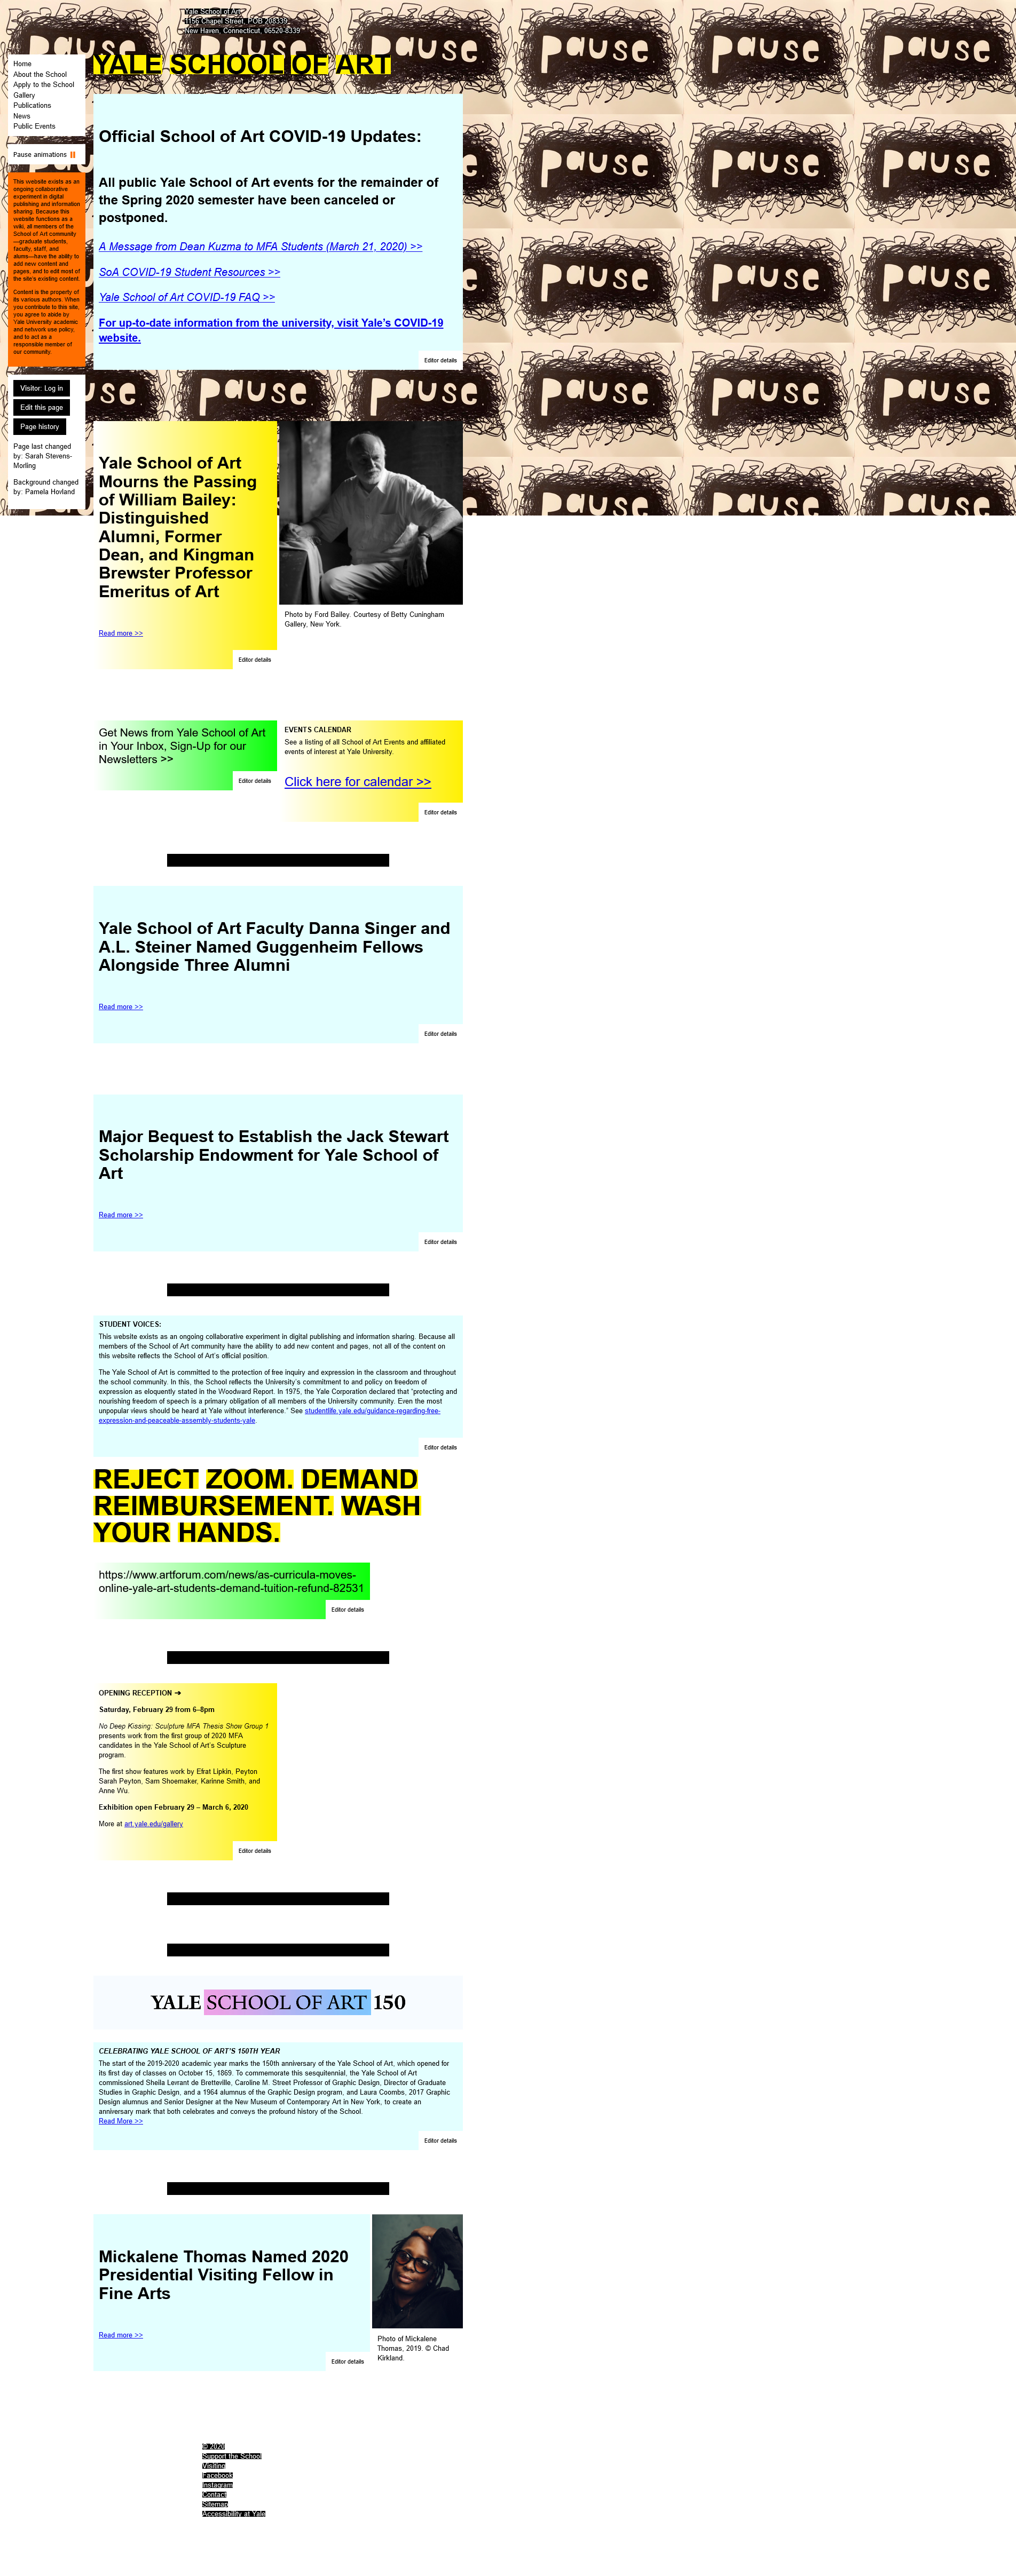 Yale School of Art
1156 Chapel Street, POB 208339
New Haven, Connecticut, 06520-8339
YALE SCHOOL OF ART
Home
About the School
Apply to the School
Gallery
Publications
News
Public Events
Pause animations
This website exists as an
ongoing collaborative
experiment in digital
publishing and information
sharing. Because this
website functions as a
wiki, all members of the
School of Art community
—graduate students,
faculty, staff, and
alums—have the ability to
add new content and
pages, and to edit most of
the site's existing content.
Content is the property of
its various authors. When
you contribute to this site,
you agree to abide by
Yale University academic
and network use policy,
and to act as a
responsible member of
our community.
Visitor: Log in
Edit this page
Page history
Page last changed
by: Sarah Stevens-
Morling
Background changed
by: Pamela Hovland
Pause
Official School of Art COVID-19 Updates:
All public Yale School of Art events for the remainder of
the Spring 2020 semester have been canceled or
postponed.
A Message from Dean Kuzma to MFA Students (March 21, 2020) >>
SoA COVID-19 Student Resources >>
Yale School of Art COVID-19 FAQ >>
For up-to-date information from the university, visit Yale's COVID-19
website.
Editor details
Yale School of Art
Mourns the Passing
of William Bailey:
Distinguished
Alumni, Former
Dean, and Kingman
Brewster Professor
Emeritus of Art
Read more >>
Editor details
Photo by Ford Bailey. Courtesy of Betty Cuningham
Gallery, New York.
Get News from Yale School of Art
in Your Inbox, Sign-Up for our
Newsletters >>
Editor details
EVENTS CALENDAR
See a listing of all School of Art Events and affiliated
events of interest at Yale University.
Click here for calendar >>
Editor details
Yale School of Art Faculty Danna Singer and
A.L. Steiner Named Guggenheim Fellows
Alongside Three Alumni
Read more >>
Editor details
Major Bequest to Establish the Jack Stewart
Scholarship Endowment for Yale School of
Art
Read more >>
Editor details
STUDENT VOICES:
This website exists as an ongoing collaborative experiment in digital publishing and information sharing. Because all
members of the School of Art community have the ability to add new content and pages, not all of the content on
this website reflects the School of Art's official position.
The Yale School of Art is committed to the protection of free inquiry and expression in the classroom and throughout
the school community. In this, the School reflects the University's commitment to and policy on freedom of
expression as eloquently stated in the Woodward Report. In 1975, the Yale Corporation declared that "protecting and
nourishing freedom of speech is a primary obligation of all members of the University community. Even the most
unpopular views should be heard at Yale without interference." See studentlife.yale.edu/guidance-regarding-free-
expression-and-peaceable-assembly-students-yale.
Editor details
REJECT ZOOM. DEMAND
REIMBURSEMENT. WASH
YOUR HANDS.
https://www.artforum.com/news/as-curricula-moves-
online-yale-art-students-demand-tuition-refund-82531
Editor details
OPENING RECEPTION ➔
Saturday, February 29 from 6–8pm
No Deep Kissing: Sculpture MFA Thesis Show Group 1
presents work from the first group of 2020 MFA
candidates in the Yale School of Art's Sculpture
program.
The first show features work by Efrat Lipkin, Peyton
Sarah Peyton, Sam Shoemaker, Karinne Smith, and
Anne Wu.
Exhibition open February 29 – March 6, 2020
More at art.yale.edu/gallery
Editor details
YALE SCHOOL OF ART 150
CELEBRATING YALE SCHOOL OF ART'S 150TH YEAR
The start of the 2019-2020 academic year marks the 150th anniversary of the Yale School of Art, which opened for
its first day of classes on October 15, 1869. To commemorate this sesquitennial, the Yale School of Art
commissioned Sheila Levrant de Bretteville, Caroline M. Street Professor of Graphic Design, Director of Graduate
Studies in Graphic Design, and a 1964 alumnus of the Graphic Design program, and Laura Coombs, 2017 Graphic
Design alumnus and Senior Designer at the New Museum of Contemporary Art in New York, to create an
anniversary mark that both celebrates and conveys the profound history of the School.
Read More >>
Editor details
Mickalene Thomas Named 2020
Presidential Visiting Fellow in
Fine Arts
Read more >>
Editor details
Photo of Mickalene
Thomas, 2019. © Chad
Kirkland.
© 2020
Support the School
Visiting
Facebook
Instagram
Contact
Sitemap
Accessibility at Yale